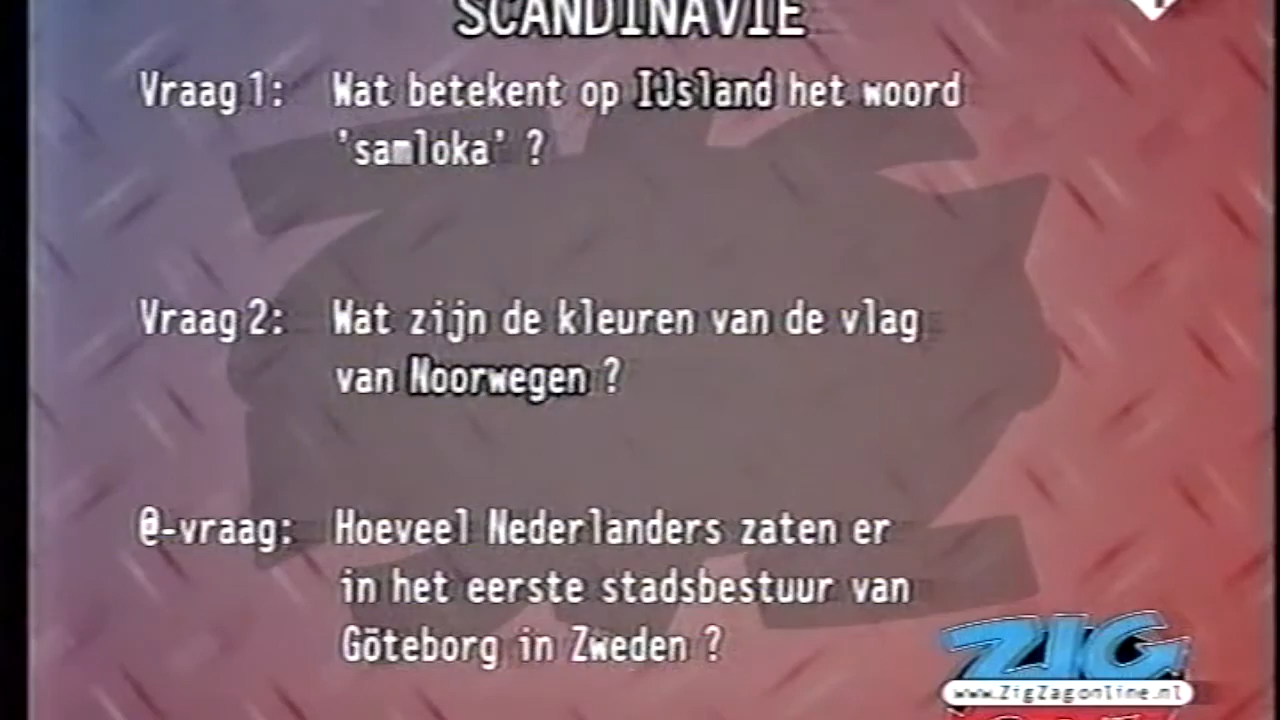 SCANDINAVIE
Vraag 1: Wat betekent op IJsland het woord
'samloka' ?
Vraag 2: Wat zijn de kleuren van de vlag
van Noorwegen ?
@-vraag: Hoeveel Nederlanders zaten er
in het eerste stadsbestuur van
Göteborg in Zweden ?
ZIG
www.ZigZagonline.nl